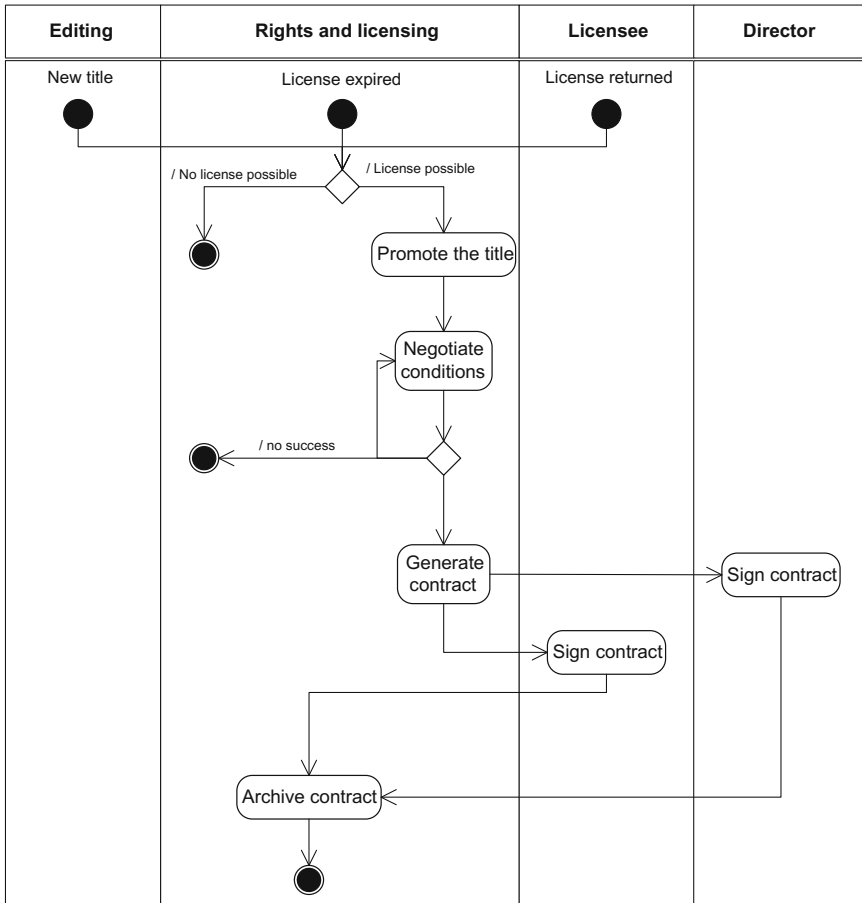 Editing
Rights and licensing
Licensee
Director
New title
License expired
License returned
/ No license possible
/ License possible
Promote the title
Negotiate
conditions
/ no success
Generate
contract
Sign contract
Sign contract
Archive contract